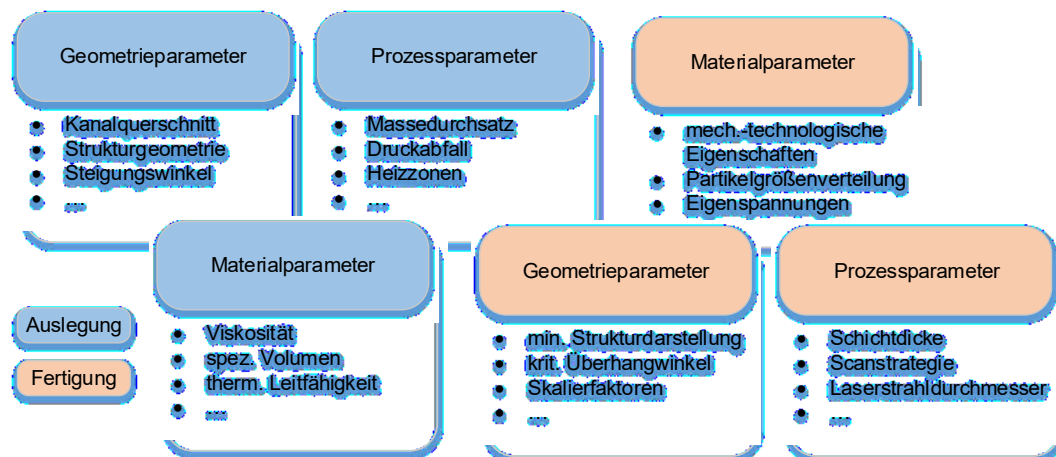 Geometrieparameter
• Kanalquerschnitt
• Strukturgeometrie
• Steigungswinkel
• ...
Prozessparameter
• Massedurchsatz
• Druckabfall
• Heizzonen
• ...
Materialparameter
• mech.-technologische
Eigenschaften
• Partikelgrößenverteilung
• Eigenspannungen
Materialparameter
• Viskosität
• spez. Volumen
• therm. Leitfähigkeit
• ...
Geometrieparameter
• min. Strukturdarstellung
• krit. Überhangwinkel
• Skalierfaktoren
• ...
Prozessparameter
• Schichtdicke
• Scanstrategie
• Laserstrahldurchmesser
• ...
Auslegung
Fertigung